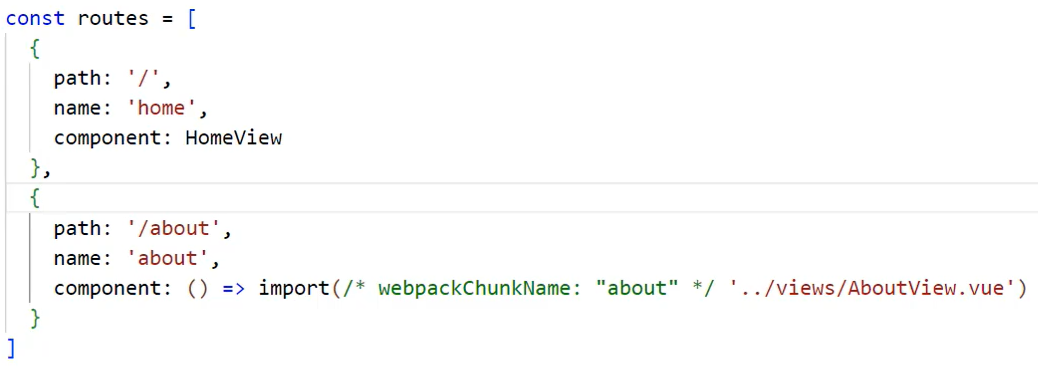 const routes = [
  {
    path: '/',
    name: 'home',
    component: HomeView
  },
  {
    path: '/about',
    name: 'about',
    component: () => import(/* webpackChunkName: "about" */ '../views/AboutView.vue')
  }
]